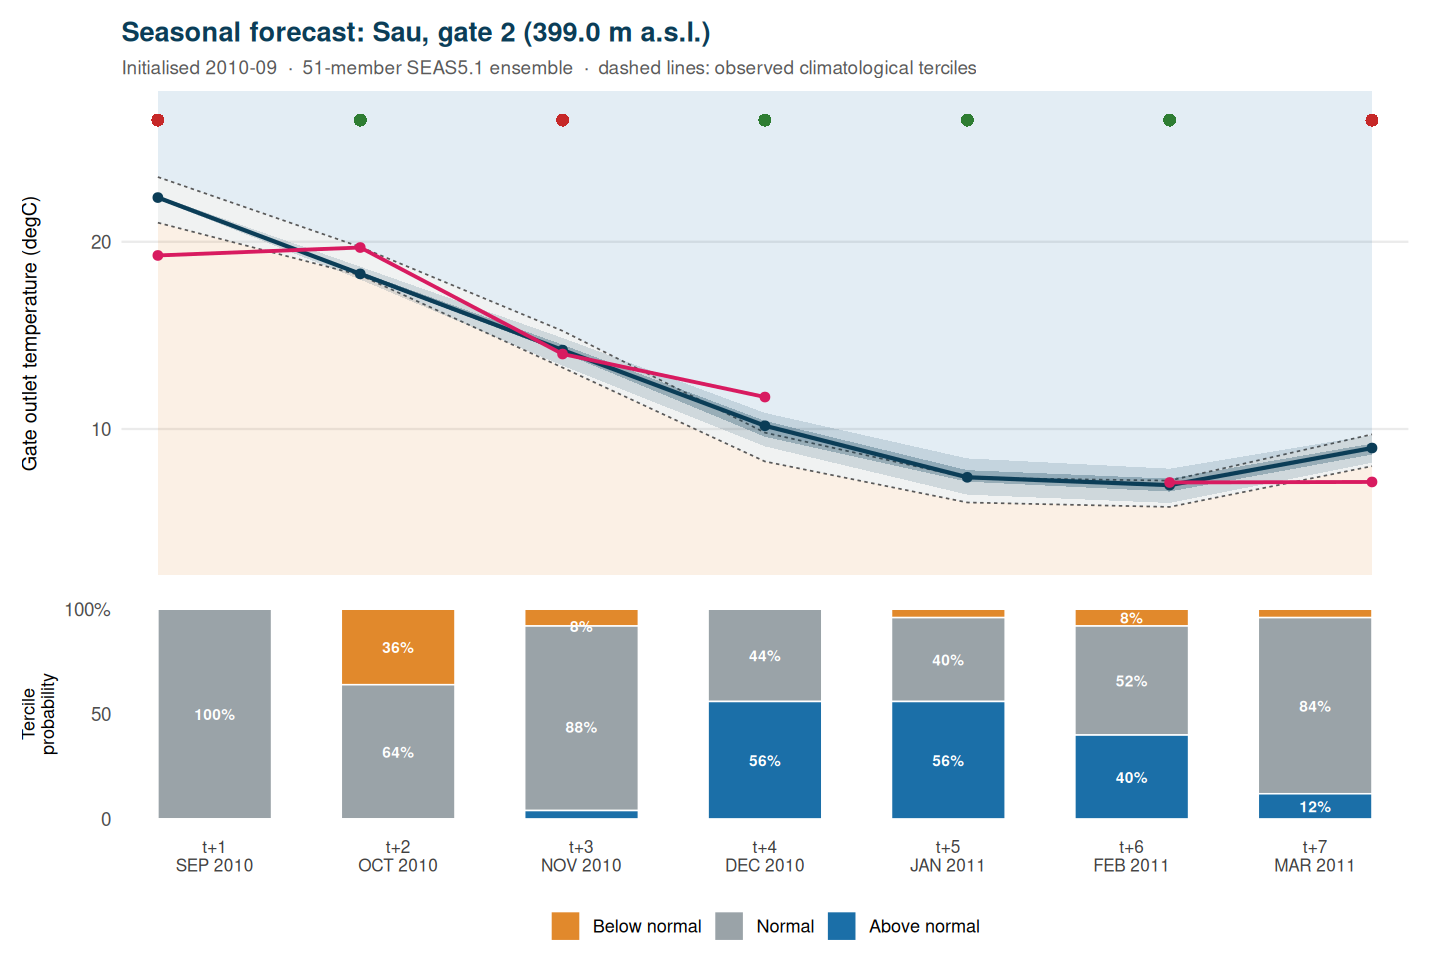 Seasonal forecast: Sau, gate 2 (399.0 m a.s.l.)
Initialised 2010-09 · 51-member SEAS5.1 ensemble · dashed lines: observed climatological terciles
Gate outlet temperature (degC)
20
10
Tercile
probability
100%
50
0
100%
36%
64%
8%
88%
44%
56%
40%
56%
8%
52%
40%
84%
12%
t+1
SEP 2010
t+2
OCT 2010
t+3
NOV 2010
t+4
DEC 2010
t+5
JAN 2011
t+6
FEB 2011
t+7
MAR 2011
Below normal
Normal
Above normal